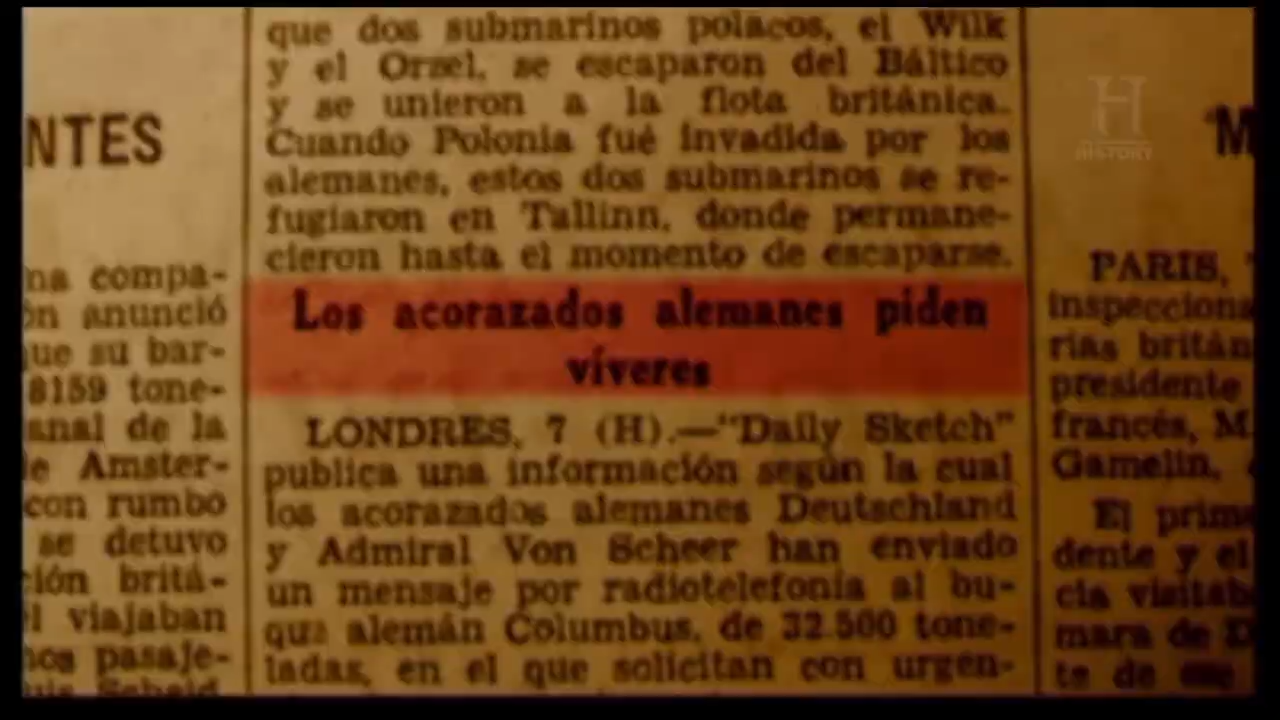 NTES
na compa-
ón anunció
que su bar-
8159 tone-
anal de la
de Amster-
con rumbo
se detuvo
ción britá-
el viajaban
nos pasaje-
que dos submarinos polacos, el Wilk
y el Orzel, se escaparon del Báltico
y se unieron a la flota británica.
Cuando Polonia fué invadida por los
alemanes, estos dos submarinos se re-
fugiaron en Tallinn, donde permane-
cieron hasta el momento de escaparse.
Los acorazados alemanes piden
víveres
LONDRES, 7 (H).—"Daily Sketch"
publica una información según la cual
los acorazados alemanes Deutschland
y Admiral Von Scheer han enviado
un mensaje por radiotelefonía al bu-
que alemán Columbus, de 32.500 tone-
ladas, en el que solicitan con urgen-
H
HISTORY
M
PARIS,
inspecciona
rias britán
presidente
francés, M.
Gamelin,
El prime
dente y el
cia visitab
mara de D
te de